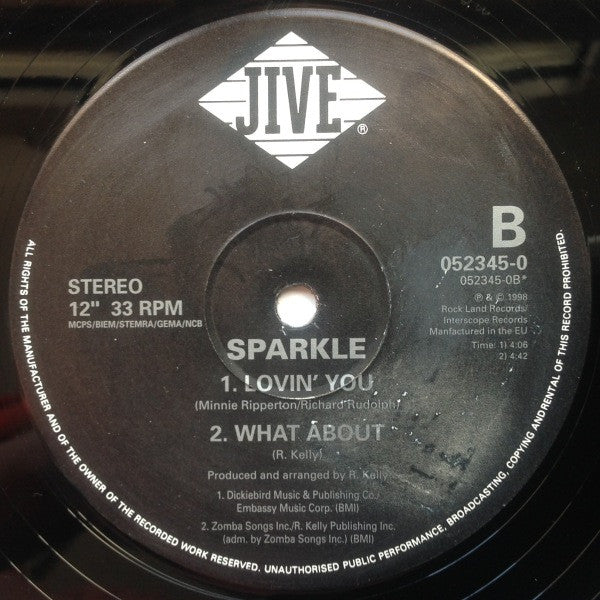 JIVE
®
B
052345-0
052345-0B*
℗ & © 1998
Rock Land Records/
Interscope Records
Manfactured in the EU
Time: 1) 4:06
2) 4:42
STEREO
12" 33 RPM
MCPS/BIEM/STEMRA/GEMA/NCB
SPARKLE
1. LOVIN' YOU
(Minnie Ripperton/Richard Rudolph)
2. WHAT ABOUT
(R. Kelly)
Produced and arranged by R. Kelly
1. Dickiebird Music & Publishing Co./
Embassy Music Corp. (BMI)
2. Zomba Songs Inc./R. Kelly Publishing Inc.
(adm. by Zomba Songs Inc.) (BMI)
ALL RIGHTS OF THE MANUFACTURER AND OF THE OWNER OF THE RECORDED WORK RESERVED. UNAUTHORISED PUBLIC PERFORMANCE, BROADCASTING, COPYING AND RENTAL OF THIS RECORD PROHIBITED.